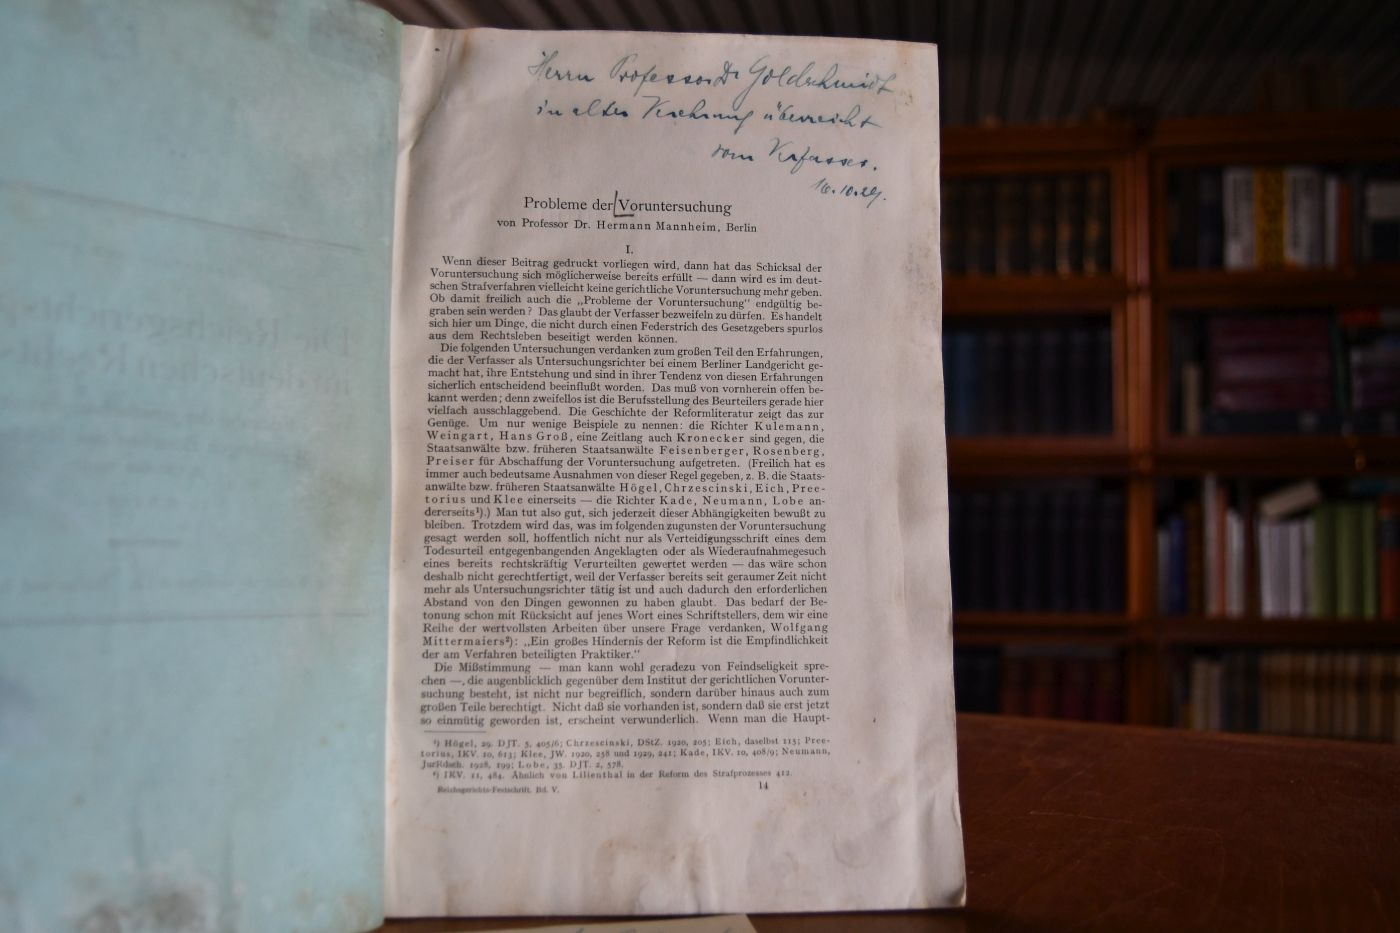 Herrn Professor Dr Goldschmidt
in alter Verehrung überreicht
vom Verfasser.
16.10.29.
Probleme der Voruntersuchung
von Professor Dr. Hermann Mannheim, Berlin
I.
Wenn dieser Beitrag gedruckt vorliegen wird, dann hat das Schicksal der
Voruntersuchung sich möglicherweise bereits erfüllt — dann wird es im deut-
schen Strafverfahren vielleicht keine gerichtliche Voruntersuchung mehr geben.
Ob damit freilich auch die „Probleme der Voruntersuchung" endgültig be-
graben sein werden? Das glaubt der Verfasser bezweifeln zu dürfen. Es handelt
sich hier um Dinge, die nicht durch einen Federstrich des Gesetzgebers spurlos
aus dem Rechtsleben beseitigt werden können.
Die folgenden Untersuchungen verdanken zum großen Teil den Erfahrungen,
die der Verfasser als Untersuchungsrichter bei einem Berliner Landgericht ge-
macht hat, ihre Entstehung und sind in ihrer Tendenz von diesen Erfahrungen
sicherlich entscheidend beeinflußt worden. Das muß von vornherein offen be-
kannt werden; denn zweifellos ist die Berufsstellung des Beurteilers gerade hier
vielfach ausschlaggebend. Die Geschichte der Reformliteratur zeigt das zur
Genüge. Um nur wenige Beispiele zu nennen: die Richter Kulemann,
Weingart, Hans Groß, eine Zeitlang auch Kronecker sind gegen, die
Staatsanwälte bzw. früheren Staatsanwälte Feisenberger, Rosenberg,
Preiser für Abschaffung der Voruntersuchung aufgetreten. (Freilich hat es
immer auch bedeutsame Ausnahmen von dieser Regel gegeben, z. B. die Staats-
anwälte bzw. früheren Staatsanwälte Högel, Chrzescinski, Eich, Pree-
torius und Klee einerseits — die Richter Kade, Neumann, Lobe an-
dererseits¹).) Man tut also gut, sich jederzeit dieser Abhängigkeiten bewußt zu
bleiben. Trotzdem wird das, was im folgenden zugunsten der Voruntersuchung
gesagt werden soll, hoffentlich nicht nur als Verteidigungsschrift eines dem
Todesurteil entgegenbangenden Angeklagten oder als Wiederaufnahmegesuch
eines bereits rechtskräftig Verurteilten gewertet werden — das wäre schon
deshalb nicht gerechtfertigt, weil der Verfasser bereits seit geraumer Zeit nicht
mehr als Untersuchungsrichter tätig ist und auch dadurch den erforderlichen
Abstand von den Dingen gewonnen zu haben glaubt. Das bedarf der Be-
tonung schon mit Rücksicht auf jenes Wort eines Schriftstellers, dem wir eine
Reihe der wertvollsten Arbeiten über unsere Frage verdanken, Wolfgang
Mittermaiers²): „Ein großes Hindernis der Reform ist die Empfindlichkeit
der am Verfahren beteiligten Praktiker."
Die Mißstimmung — man kann wohl geradezu von Feindseligkeit spre-
chen —, die augenblicklich gegenüber dem Institut der gerichtlichen Vorunter-
suchung besteht, ist nicht nur begreiflich, sondern darüber hinaus auch zum
großen Teile berechtigt. Nicht daß sie vorhanden ist, sondern daß sie erst jetzt
so einmütig geworden ist, erscheint verwunderlich. Wenn man die Haupt-
¹) Högel, 29. DJT. 5, 405/6; Chrzescinski, DStZ. 1920, 205; Eich, daselbst 115; Pree-
torius, IKV. 10, 613; Klee, JW. 1920, 258 und 1929, 241; Kade, IKV. 10, 408/9; Neumann,
JurRdsch. 1928, 199; Lobe, 35. DJT. 2, 578.
²) IKV. 11, 484. Ähnlich von Lilienthal in der Reform des Strafprozesses 412.
Reichsgerichts-Festschrift. Bd. V. 14